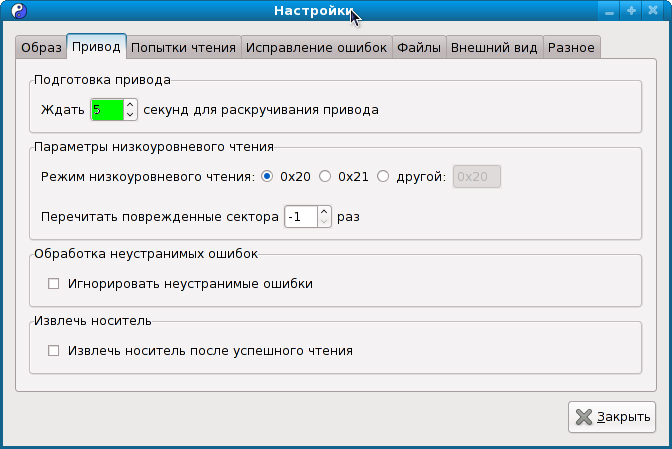 Настройки
Образ Привод Попытки чтения Исправление ошибок Файлы Внешний вид Разное
Подготовка привода
Ждать 5 секунд для раскручивания привода
Параметры низкоуровневого чтения
Режим низкоуровневого чтения: 0x20 0x21 другой: 0x20
Перечитать поврежденные сектора -1 раз
Обработка неустранимых ошибок
Игнорировать неустранимые ошибки
Извлечь носитель
Извлечь носитель после успешного чтения
Закрыть